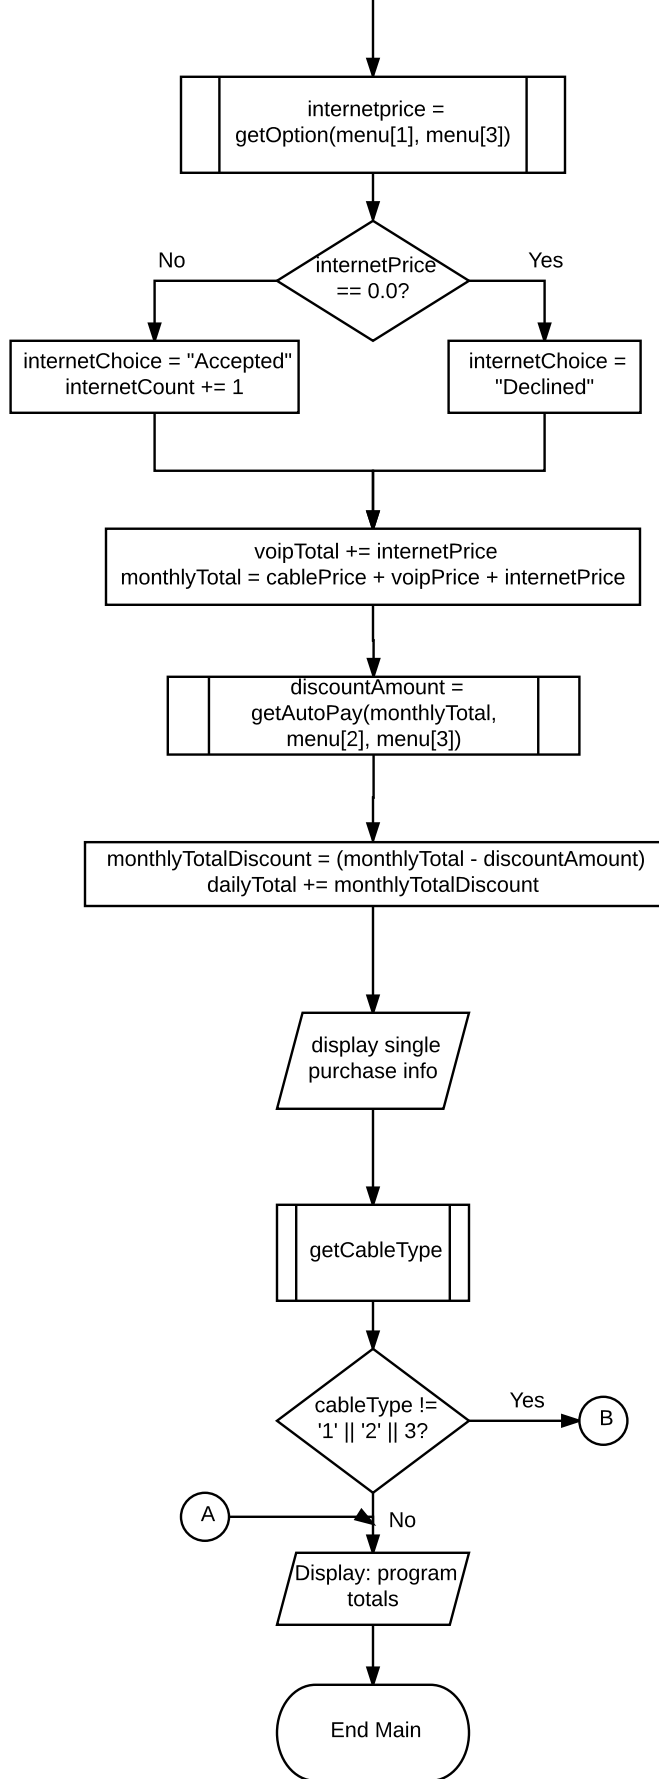 internetprice =
getOption(menu[1], menu[3])
internetPrice
== 0.0?
No
Yes
internetChoice = "Accepted"
internetCount += 1
internetChoice =
"Declined"
voipTotal += internetPrice
monthlyTotal = cablePrice + voipPrice + internetPrice
discountAmount =
getAutoPay(monthlyTotal,
menu[2], menu[3])
monthlyTotalDiscount = (monthlyTotal - discountAmount)
dailyTotal += monthlyTotalDiscount
display single
purchase info
getCableType
cableType !=
'1' || '2' || 3?
Yes
B
A
No
Display: program
totals
End Main